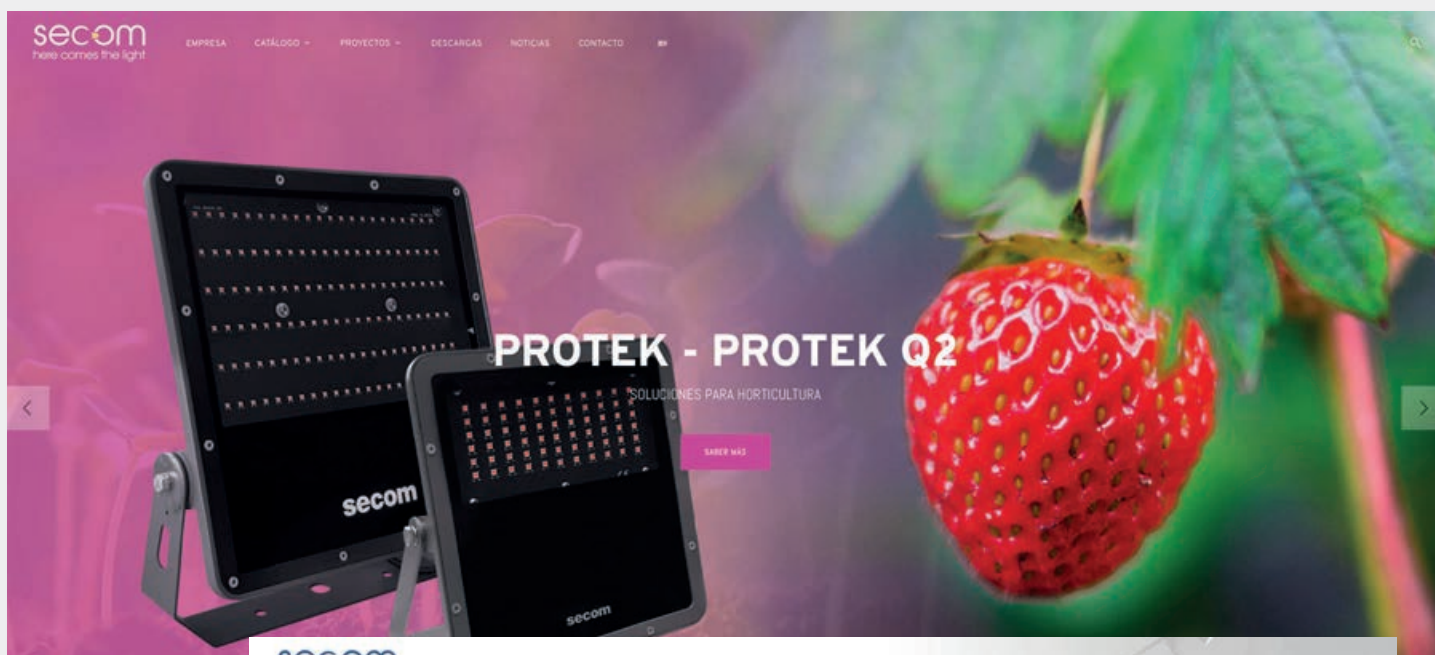 secom
here comes the light
EMPRESA CATÁLOGO PROYECTOS DESCARGAS NOTICIAS CONTACTO
PROTEK - PROTEK Q2
SOLUCIONES PARA HORTICULTURA
SABER MÁS
secom
secom